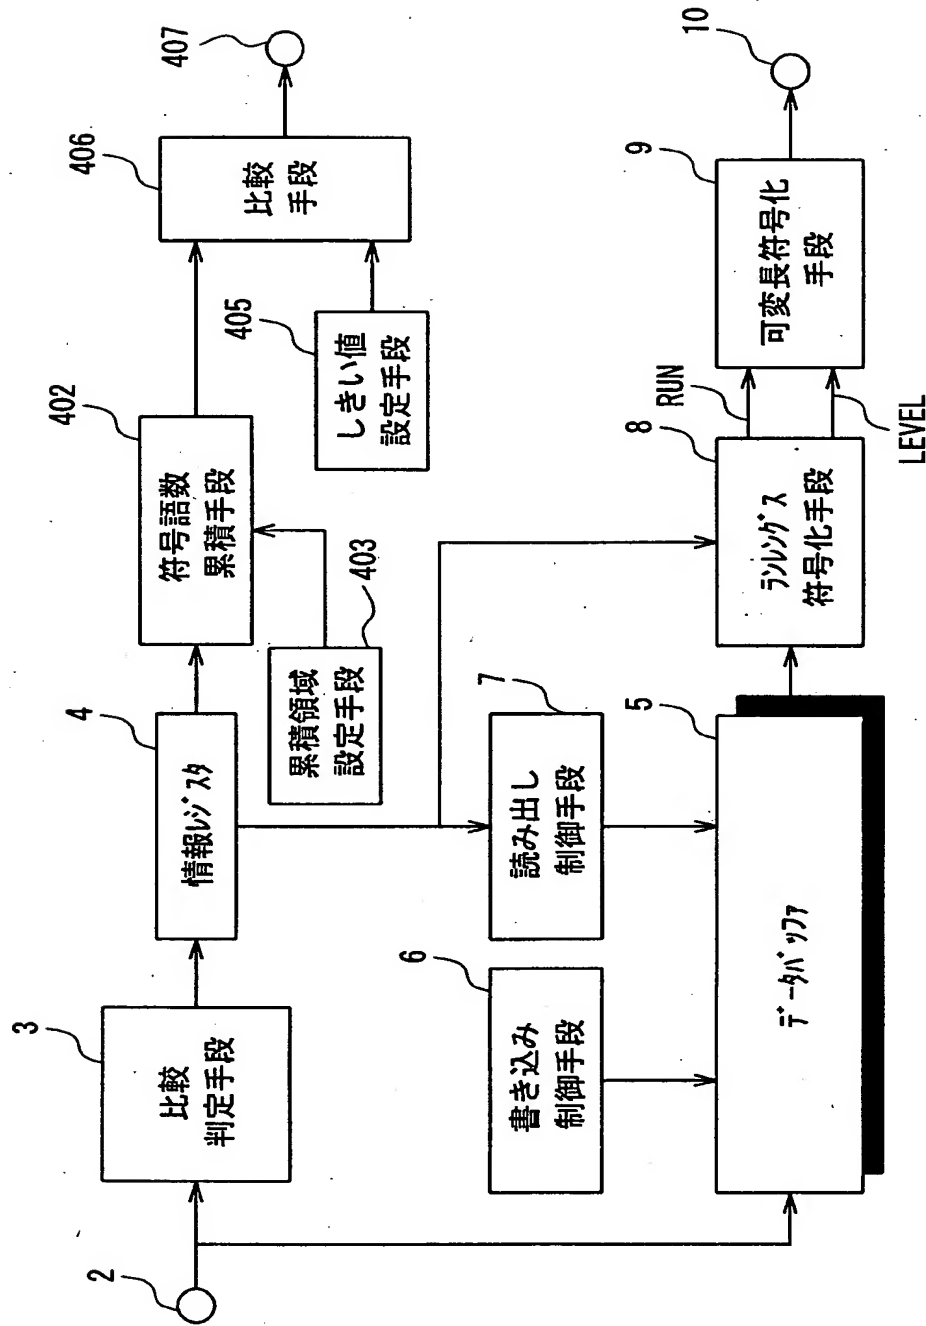 2
3
比較
判定手段
4
情報レジスタ
402
符号語数
累積手段
403
累積領域
設定手段
405
しきい値
設定手段
406
比較
手段
407
6
書き込み
制御手段
7
読み出し
制御手段
5
データバッファ
8
ランレングス
符号化手段
RUN
LEVEL
9
可変長符号化
手段
10